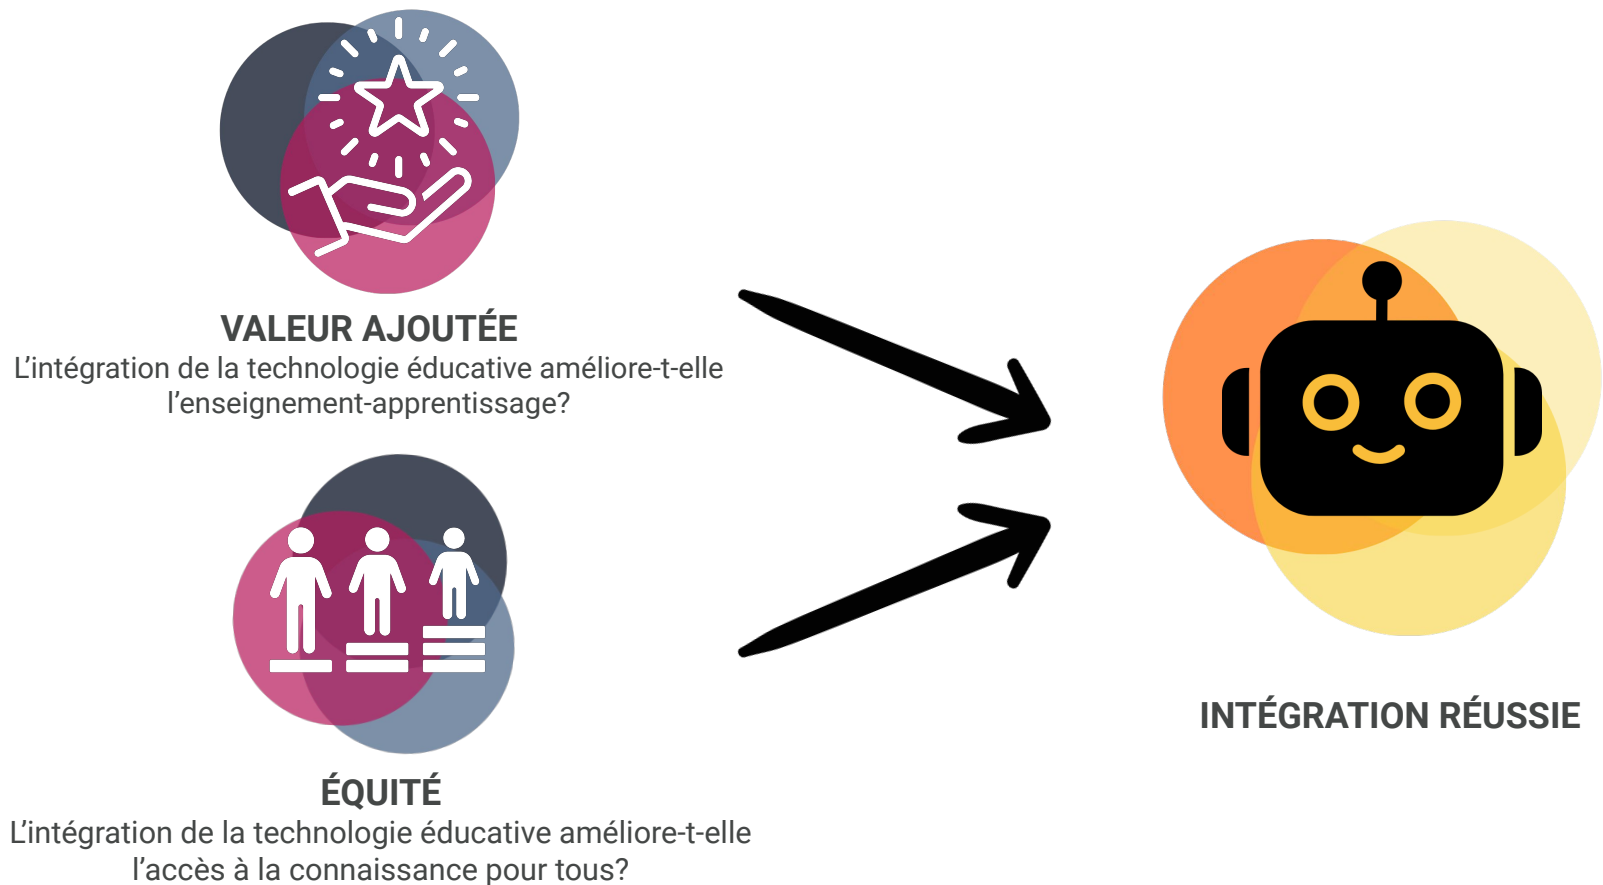 VALEUR AJOUTÉE
L’intégration de la technologie éducative améliore-t-elle
l’enseignement-apprentissage?
ÉQUITÉ
L’intégration de la technologie éducative améliore-t-elle
l’accès à la connaissance pour tous?
INTÉGRATION RÉUSSIE